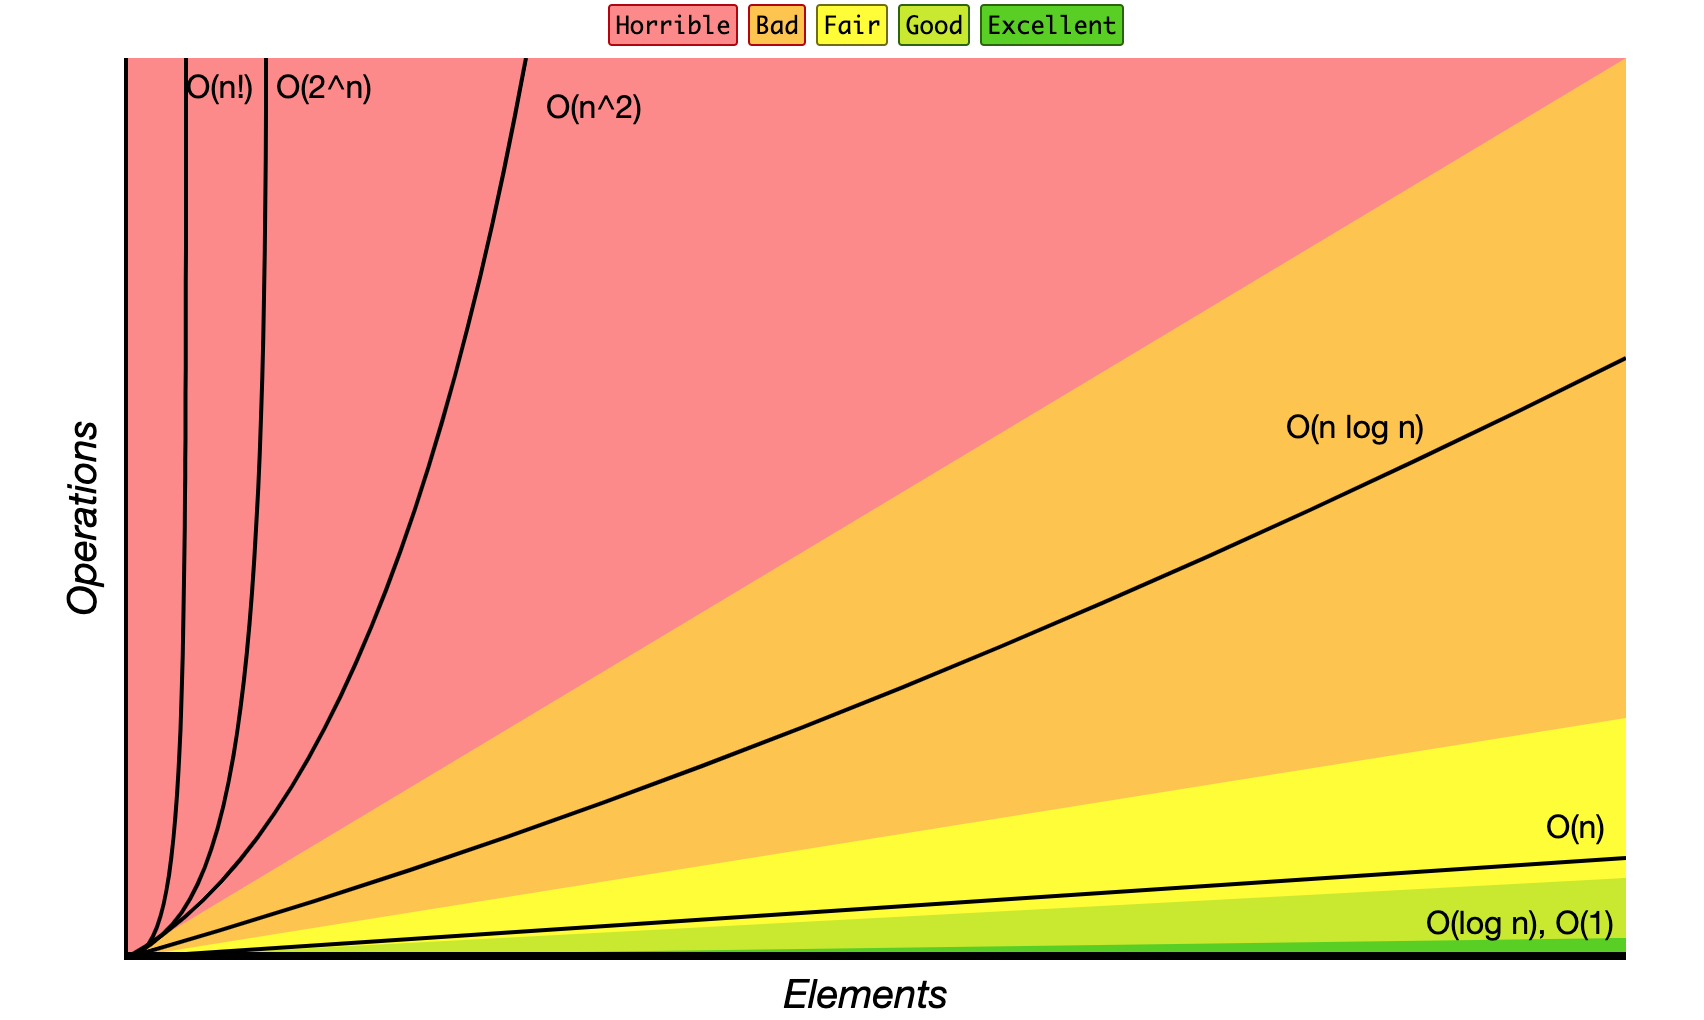 Horrible Bad Fair Good Excellent
O(n!) O(2^n)
O(n^2)
O(n log n)
O(n)
O(log n), O(1)
Operations
Elements